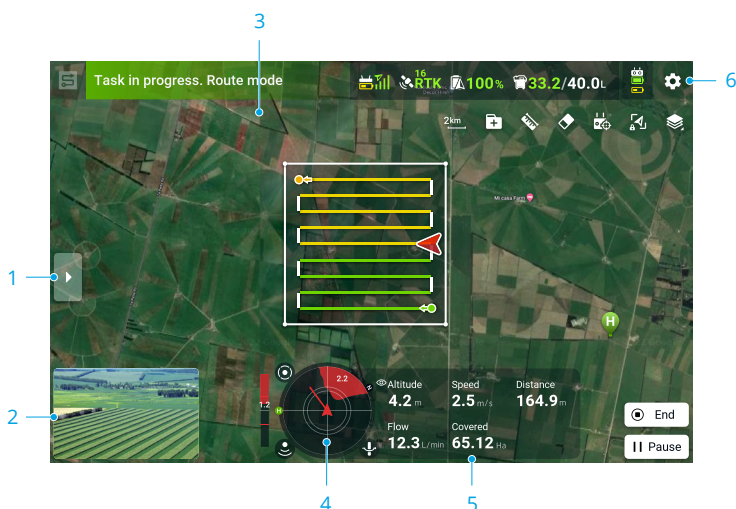 3
Task in progress. Route mode
16
RTK
100%
33.2/40.0L
6
2km
Mi casa Farm
1
H
2.2
N
1.2
H
Altitude
Speed
Distance
4.2 m
2.5 m/s
164.9 m
Flow
Covered
12.3 L/min
65.12 Ha
End
Pause
2
4
5